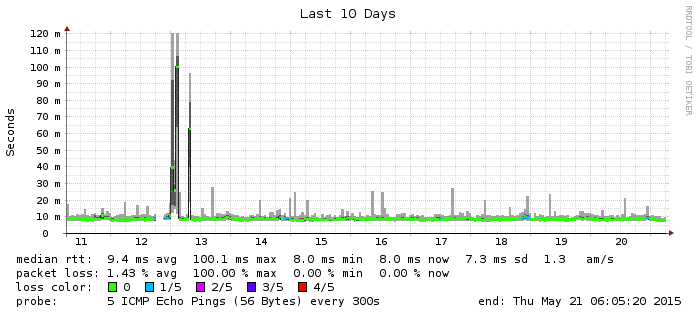 Last 10 Days
RRDTOOL / TOBI OETIKER
Seconds
120 m
110 m
100 m
90 m
80 m
70 m
60 m
50 m
40 m
30 m
20 m
10 m
0
11 12 13 14 15 16 17 18 19 20
median rtt: 9.4 ms avg 100.1 ms max 8.0 ms min 8.0 ms now 7.3 ms sd 1.3 am/s
packet loss: 1.43 % avg 100.00 % max 0.00 % min 0.00 % now
loss color: 0 1/5 2/5 3/5 4/5
probe: 5 ICMP Echo Pings (56 Bytes) every 300s end: Thu May 21 06:05:20 2015